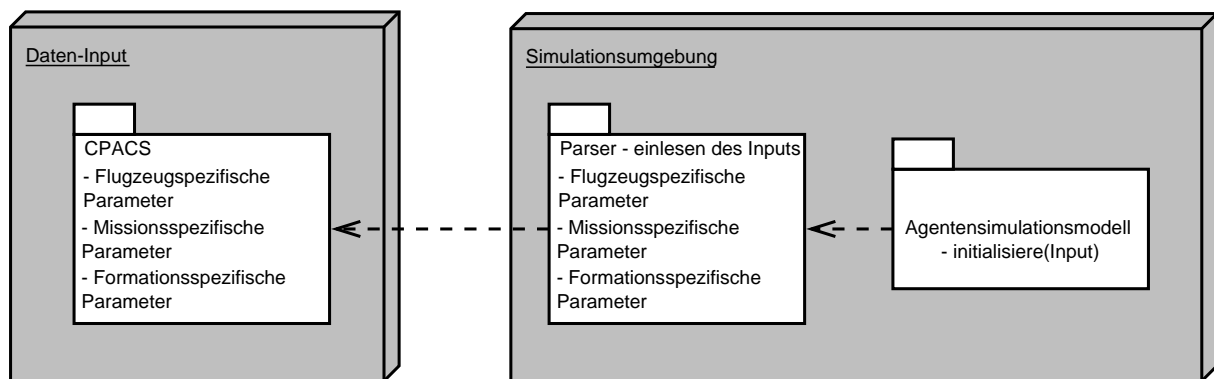 Daten-Input
CPACS
- Flugzeugspezifische
Parameter
- Missionsspezifische
Parameter
- Formationsspezifische
Parameter
Simulationsumgebung
Parser - einlesen des Inputs
- Flugzeugspezifische
Parameter
- Missionsspezifische
Parameter
- Formationsspezifische
Parameter
Agentensimulationsmodell
- initialisiere(Input)